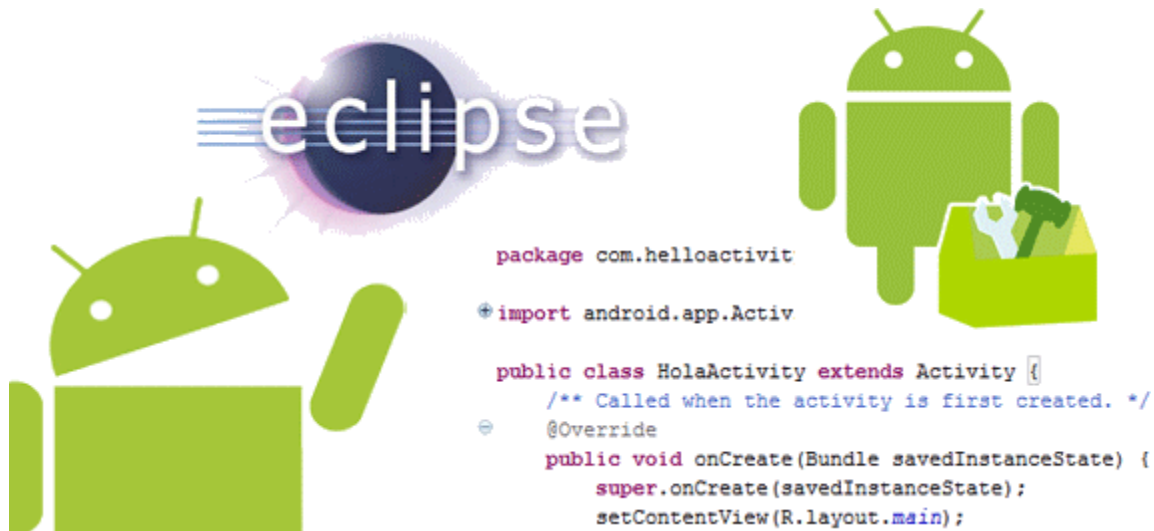 eclipse
package com.helloactivit
import android.app.Activ
public class HolaActivity extends Activity {
/** Called when the activity is first created. */
@Override
public void onCreate(Bundle savedInstanceState) {
super.onCreate(savedInstanceState);
setContentView(R.layout.main);